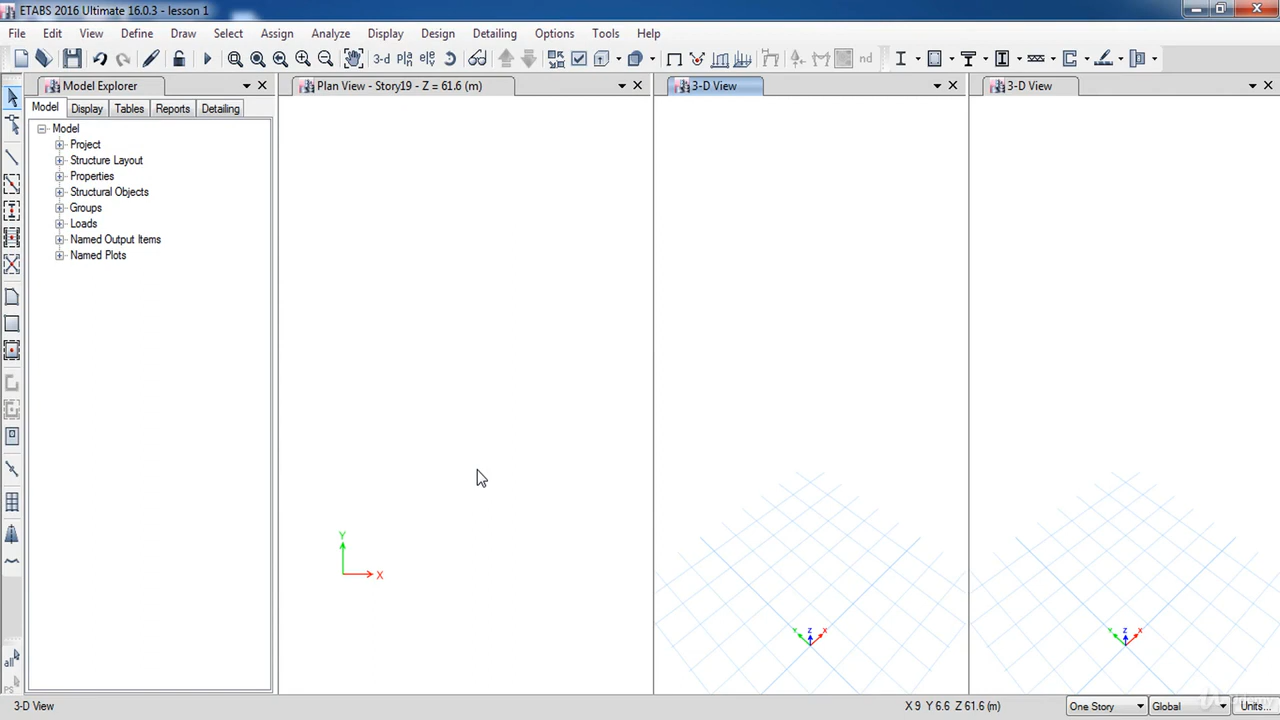 ETABS 2016 Ultimate 16.0.3 - lesson 1
File Edit View Define Draw Select Assign Analyze Display Design Detailing Options Tools Help
3-d plä elë nd
Model Explorer
Plan View - Story19 - Z = 61.6 (m)
3-D View
3-D View
Model Display Tables Reports Detailing
Model
Project
Structure Layout
Properties
Structural Objects
Groups
Loads
Named Output Items
Named Plots
Y
X
Y Z X
Y Z X
all
PS
3-D View
X 9 Y 6.6 Z 61.6 (m)
One Story
Global
Units...